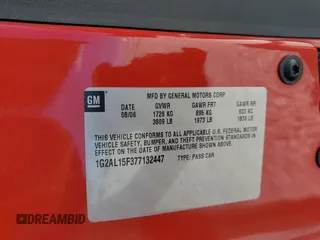 GM
MFD BY GENERAL MOTORS CORP
DATE GVWR GAWR FRT GAWR RR
09/06 1728 KG 895 KG 833 KG
3809 LB 1973 LB 1836 LB
THIS VEHICLE CONFORMS TO ALL APPLICABLE U.S. FEDERAL MOTOR
VEHICLE SAFETY, BUMPER, AND THEFT PREVENTION STANDARDS
IN EFFECT ON THE DATE OF MANUFACTURE SHOWN ABOVE.
1G2AL15F377132447 TYPE: PASS CAR
DREAMBID